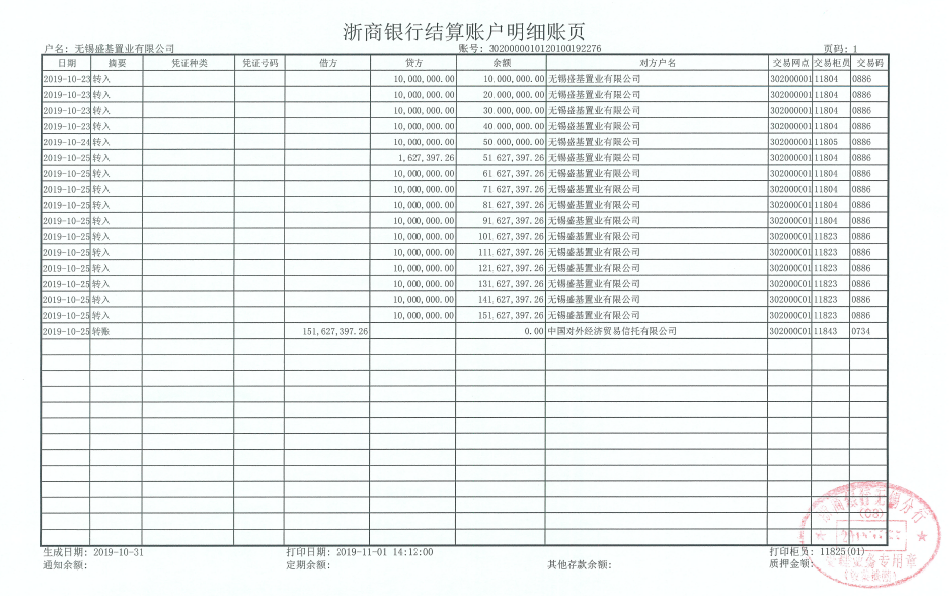 浙商银行结算账户明细账页
户名: 无锡盛基置业有限公司 账号: 3020000010120100192276 页码: 1
日期 摘要 凭证种类 凭证号码 借方 贷方 余额 对方户名 交易网点 交易柜员 交易码
2019-10-23 转入 10,000,000.00 10 000,000.00 无锡盛基置业有限公司 302000001 11804 0886
2019-10-23 转入 10,000,000.00 20 000,000.00 无锡盛基置业有限公司 302000001 11804 0886
2019-10-23 转入 10,000,000.00 30 000,000.00 无锡盛基置业有限公司 302000001 11804 0886
2019-10-23 转入 10,000,000.00 40 000,000.00 无锡盛基置业有限公司 302000001 11804 0886
2019-10-24 转入 10,000,000.00 50 000,000.00 无锡盛基置业有限公司 302000001 11805 0886
2019-10-25 转入 1,627,397.26 51 627,397.26 无锡盛基置业有限公司 302000001 11804 0886
2019-10-25 转入 10,000,000.00 61 627,397.26 无锡盛基置业有限公司 302000001 11804 0886
2019-10-25 转入 10,000,000.00 71 627,397.26 无锡盛基置业有限公司 302000001 11804 0886
2019-10-25 转入 10,000,000.00 81 627,397.26 无锡盛基置业有限公司 302000001 11804 0886
2019-10-25 转入 10,000,000.00 91 627,397.26 无锡盛基置业有限公司 302000001 11804 0886
2019-10-25 转入 10,000,000.00 101 627,397.26 无锡盛基置业有限公司 302000001 11823 0886
2019-10-25 转入 10,000,000.00 111,627,397.26 无锡盛基置业有限公司 302000001 11823 0886
2019-10-25 转入 10,000,000.00 121,627,397.26 无锡盛基置业有限公司 302000001 11823 0886
2019-10-25 转入 10,000,000.00 131,627,397.26 无锡盛基置业有限公司 302000001 11823 0886
2019-10-25 转入 10,000,000.00 141,627,397.26 无锡盛基置业有限公司 302000001 11823 0886
2019-10-25 转入 10,000,000.00 151,627,397.26 无锡盛基置业有限公司 302000001 11823 0886
2019-10-25 转账 151,627,397.26 0.00 中国对外经济贸易信托有限公司 302000001 11843 0734
生成日期: 2019-10-31 打印日期: 2019-11-01 14:12:00 打印柜员: 11825(01)
通知余额: 定期余额: 其他存款余额: 质押金额:
浙商银行无锡分行